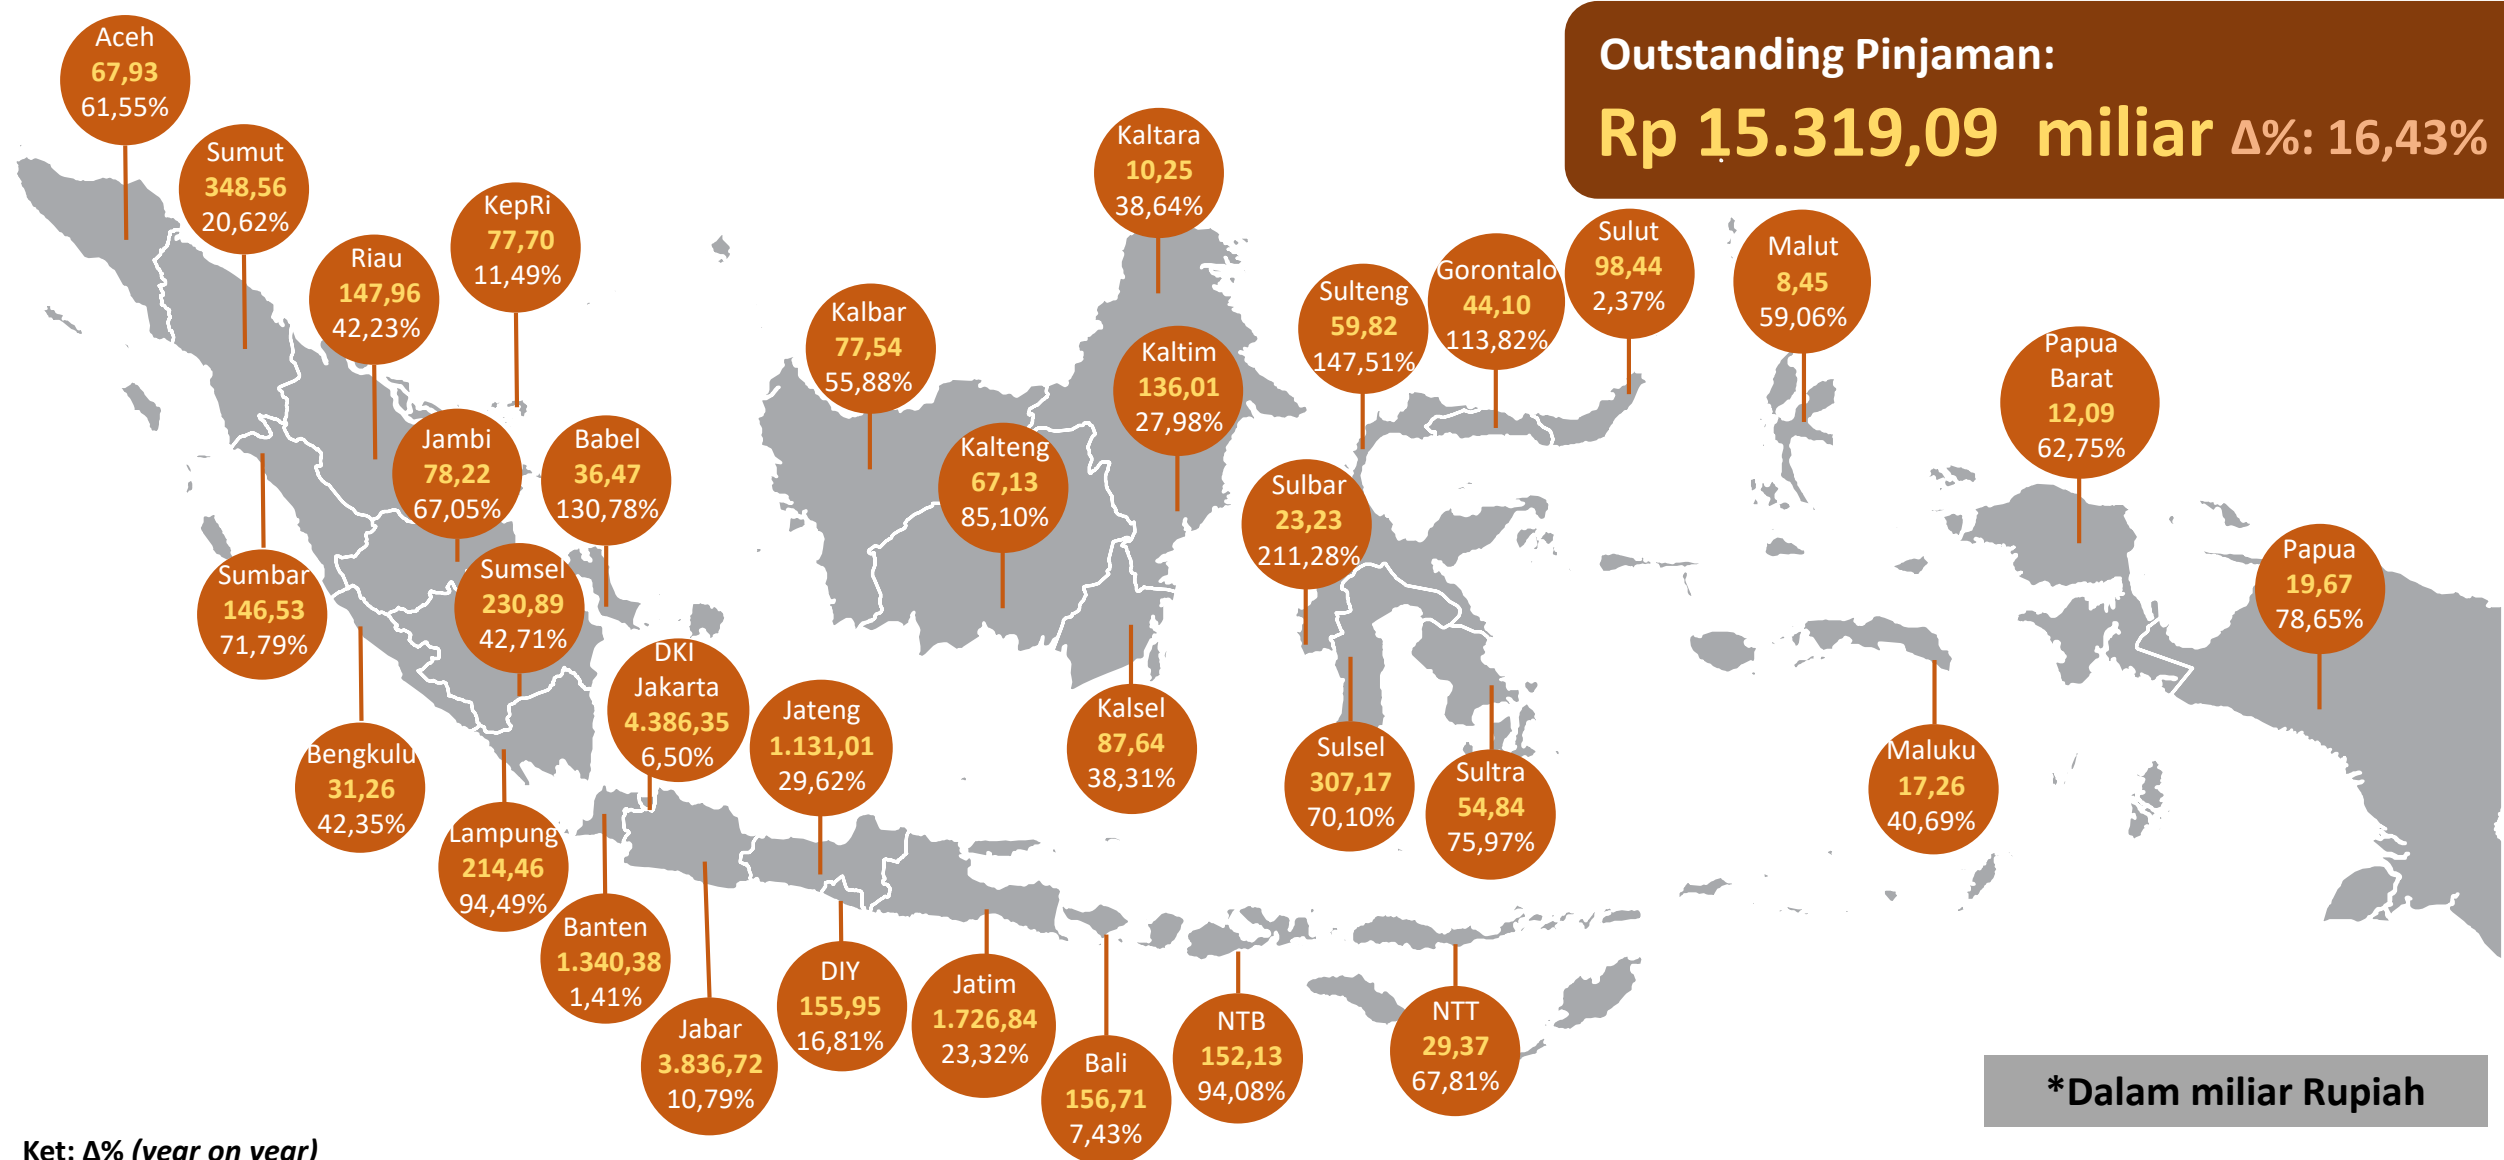 Outstanding Pinjaman:
Rp 15.319,09 miliar Δ%: 16,43%
Aceh
67,93
61,55%
Sumut
348,56
20,62%
Riau
147,96
42,23%
KepRi
77,70
11,49%
Jambi
78,22
67,05%
Babel
36,47
130,78%
Sumbar
146,53
71,79%
Sumsel
230,89
42,71%
Bengkulu
31,26
42,35%
Lampung
214,46
94,49%
DKI
Jakarta
4.386,35
6,50%
Banten
1.340,38
1,41%
Jabar
3.836,72
10,79%
Jateng
1.131,01
29,62%
DIY
155,95
16,81%
Jatim
1.726,84
23,32%
Bali
156,71
7,43%
NTB
152,13
94,08%
NTT
29,37
67,81%
Kalbar
77,54
55,88%
Kalteng
67,13
85,10%
Kaltara
10,25
38,64%
Kaltim
136,01
27,98%
Kalsel
87,64
38,31%
Sulteng
59,82
147,51%
Gorontalo
44,10
113,82%
Sulut
98,44
2,37%
Sulbar
23,23
211,28%
Sulsel
307,17
70,10%
Sultra
54,84
75,97%
Malut
8,45
59,06%
Maluku
17,26
40,69%
Papua
Barat
12,09
62,75%
Papua
19,67
78,65%
*Dalam miliar Rupiah
Ket: Δ% (year on year)